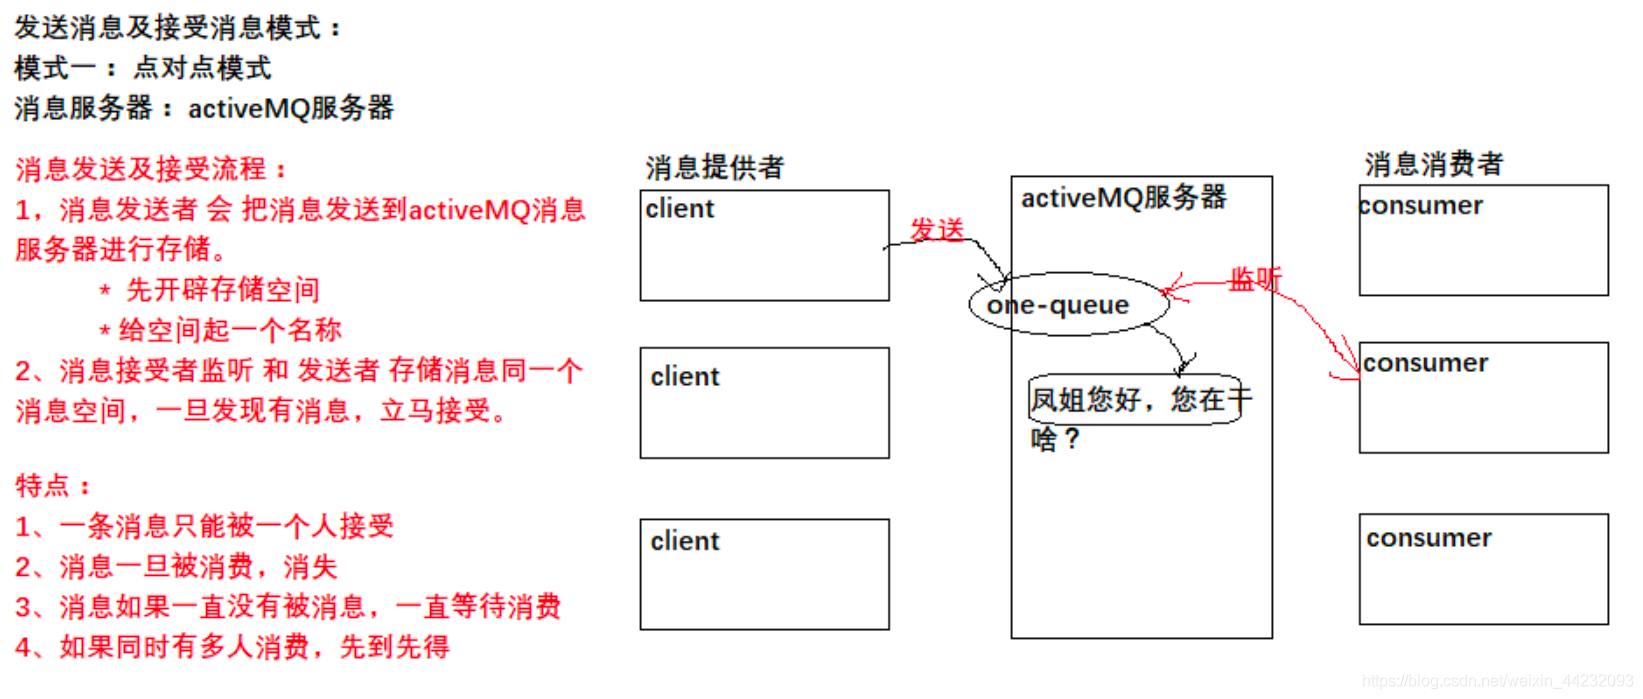 发送消息及接受消息模式：
模式一：点对点模式
消息服务器：activeMQ服务器
消息发送及接受流程：
1，消息发送者 会 把消息发送到activeMQ消息
服务器进行存储。
* 先开辟存储空间
* 给空间起一个名称
2、消息接受者监听 和 发送者 存储消息同一个
消息空间，一旦发现有消息，立马接受。
特点：
1、一条消息只能被一个人接受
2、消息一旦被消费，消失
3、消息如果一直没有被消息，一直等待消费
4、如果同时有多人消费，先到先得
消息提供者
client
client
client
发送
activeMQ服务器
one-queue
凤姐您好，您在干
啥？
监听
消息消费者
consumer
consumer
consumer
https://blog.csdn.net/weixin_44232093